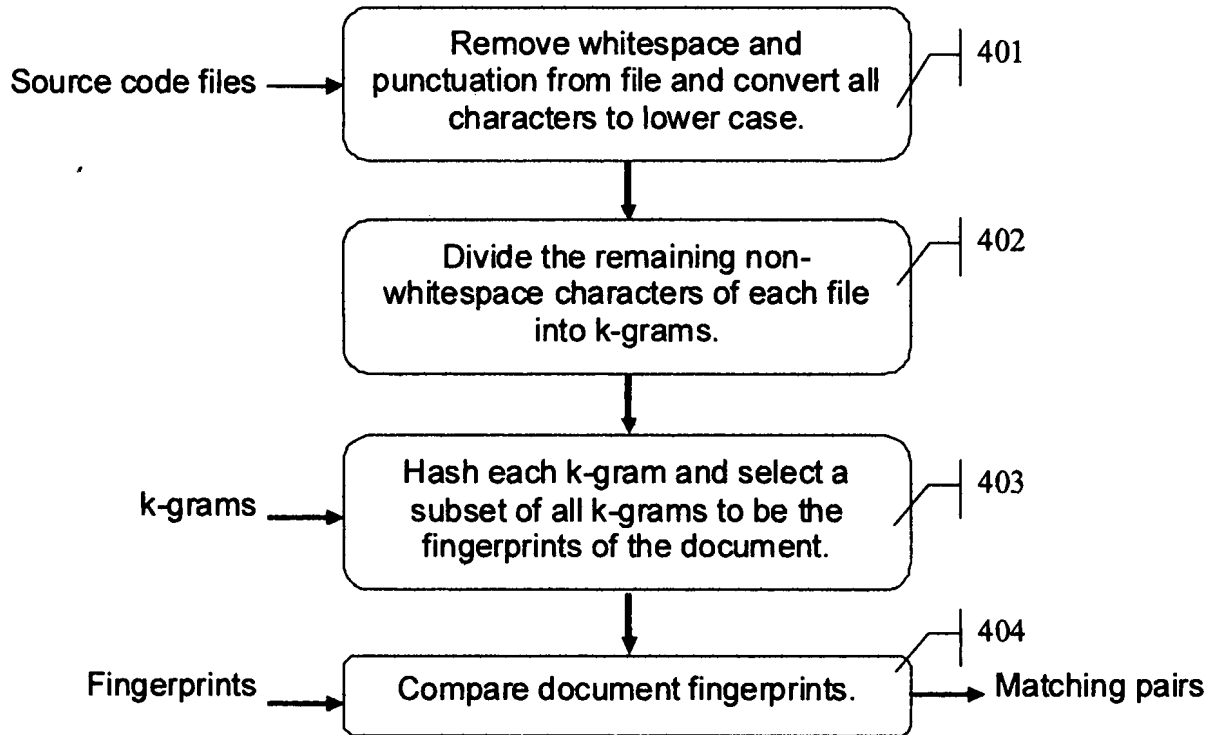 Remove whitespace and
punctuation from file and convert all
characters to lower case.
Source code files
401
Divide the remaining non-
whitespace characters of each file
into k-grams.
402
Hash each k-gram and select a
subset of all k-grams to be the
fingerprints of the document.
k-grams
403
Fingerprints
Compare document fingerprints.
404
Matching pairs